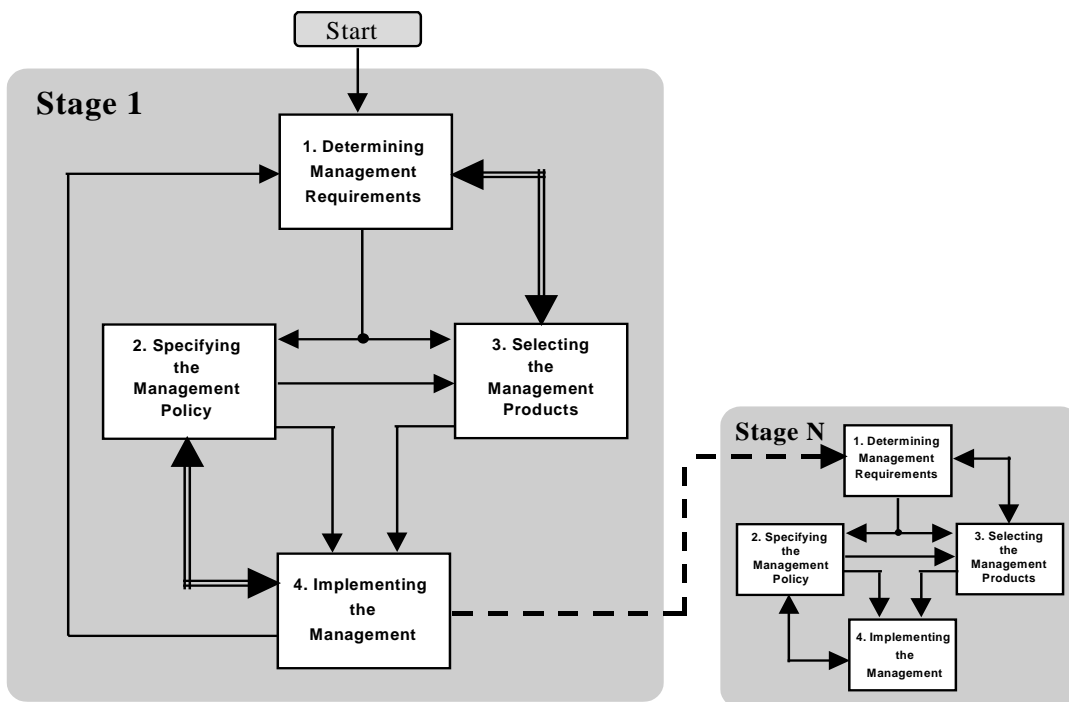 Start
Stage 1
1. Determining
Management
Requirements
2. Specifying
the
Management
Policy
3. Selecting
the
Management
Products
4. Implementing
the
Management
Stage N
1. Determining
Management
Requirements
2. Specifying
the
Management
Policy
3. Selecting
the
Management
Products
4. Implementing
the
Management